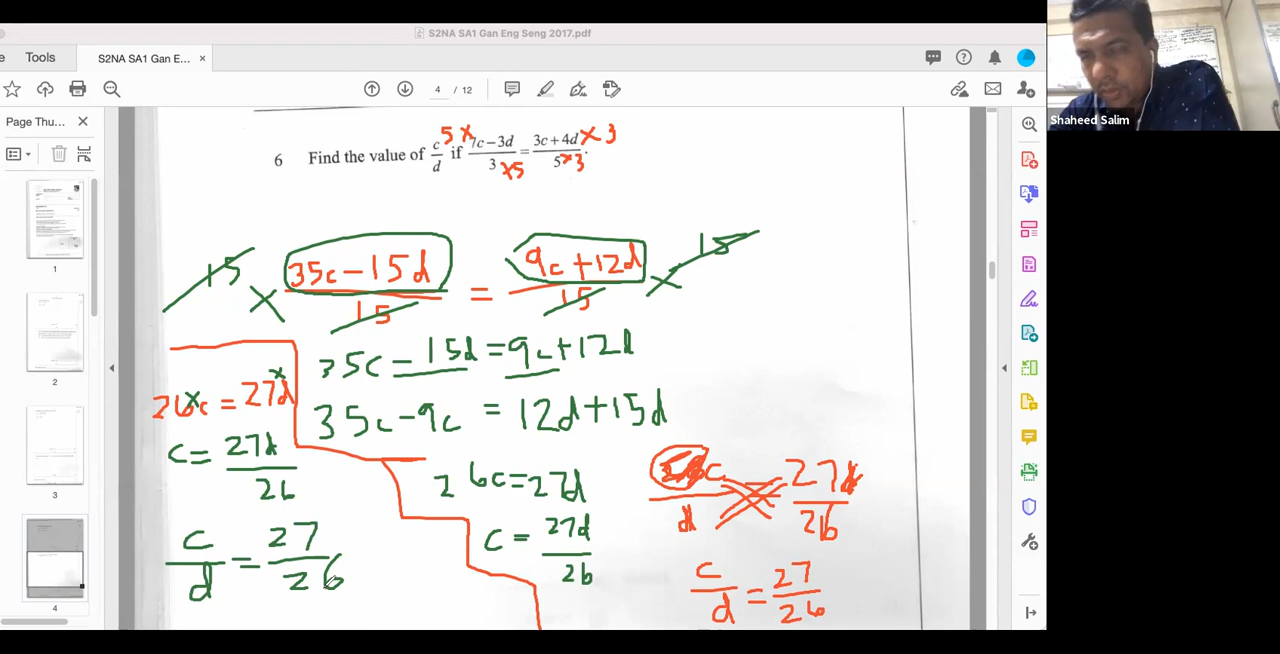 S2NA SA1 Gan Eng Seng 2017.pdf
Tools
S2NA SA1 Gan Eng S... ×
4 / 12
Page Thu...
1
2
3
4
Shaheed Salim
6 Find the value of c/d if (7c − 3d)/3 = (3c + 4d)/5.
5 ×
× 3
×5
×3
15 × (35c − 15d)/15 = (9c + 12d)/15 × 15
35c − 15d = 9c + 12d
35c − 9c = 12d + 15d
26c = 27d
c = 27d/26
26c = 27d
c = 27d/26
c/d = 27/26
c/d 27/26
c/d = 27/26